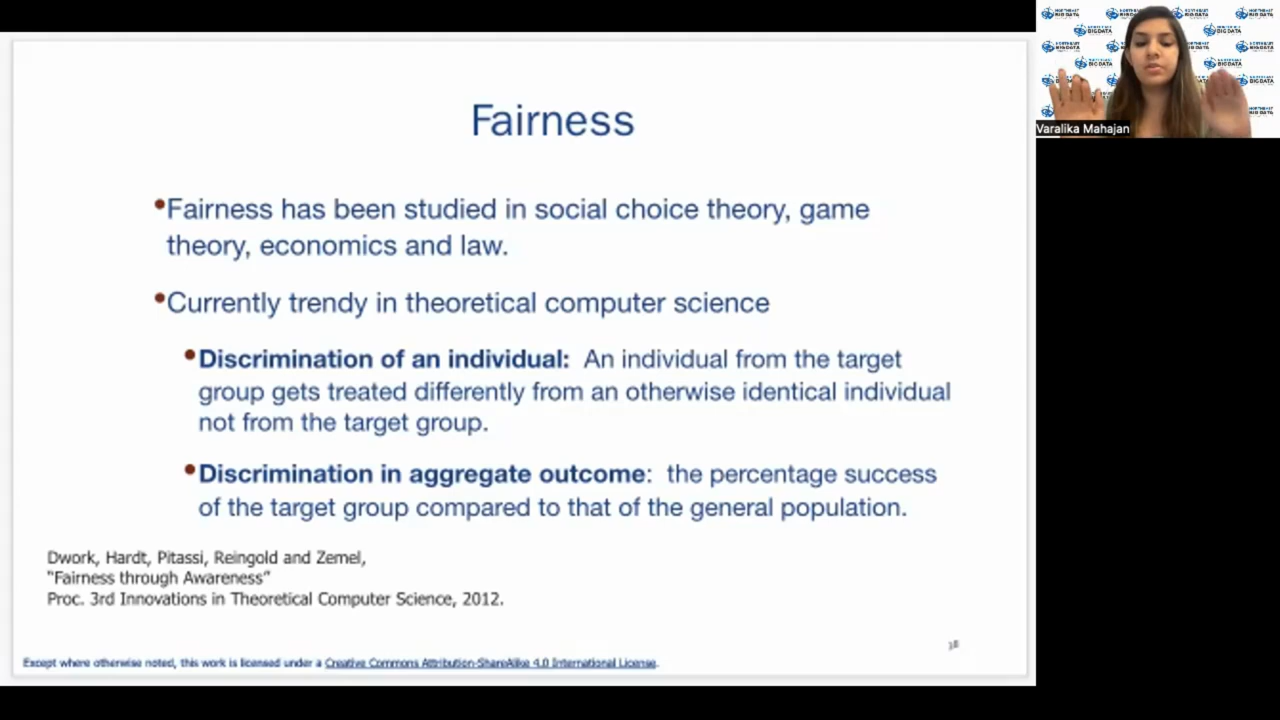 Fairness
•Fairness has been studied in social choice theory, game
theory, economics and law.
•Currently trendy in theoretical computer science
•Discrimination of an individual: An individual from the target
group gets treated differently from an otherwise identical individual
not from the target group.
•Discrimination in aggregate outcome: the percentage success
of the target group compared to that of the general population.
Dwork, Hardt, Pitassi, Reingold and Zemel,
"Fairness through Awareness"
Proc. 3rd Innovations in Theoretical Computer Science, 2012.
Except where otherwise noted, this work is licensed under a Creative Commons Attribution-ShareAlike 4.0 International License.
NORTHEAST
BIG DATA
Varalika Mahajan